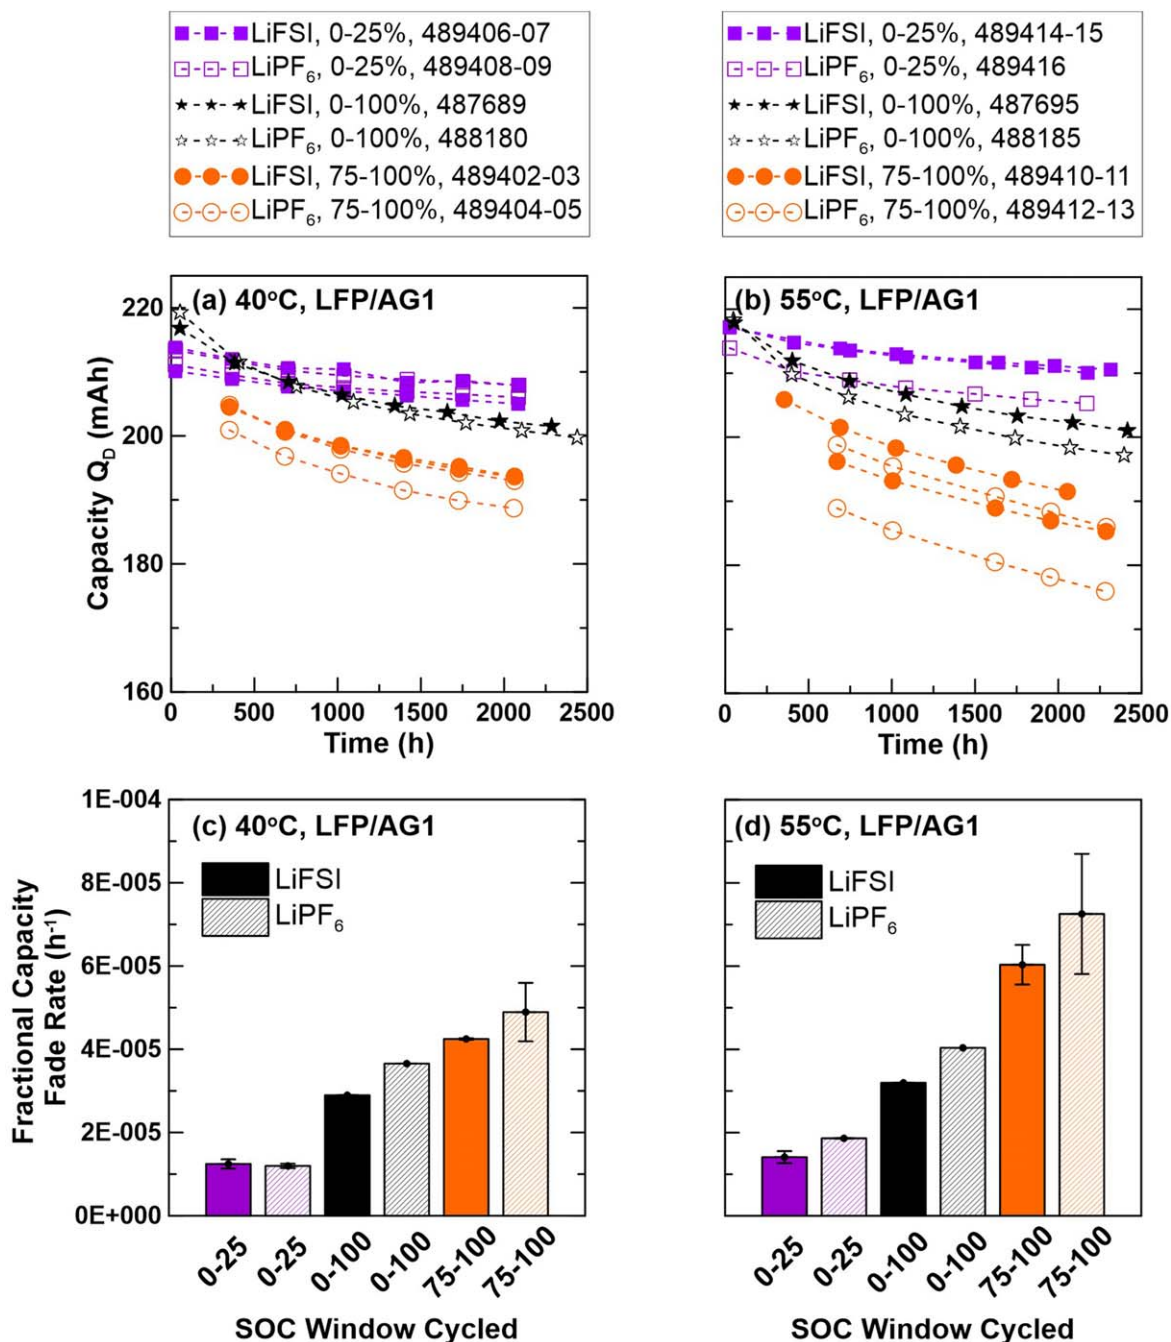 LiFSI, 0-25%, 489406-07
LiPF6, 0-25%, 489408-09
LiFSI, 0-100%, 487689
LiPF6, 0-100%, 488180
LiFSI, 75-100%, 489402-03
LiPF6, 75-100%, 489404-05
LiFSI, 0-25%, 489414-15
LiPF6, 0-25%, 489416
LiFSI, 0-100%, 487695
LiPF6, 0-100%, 488185
LiFSI, 75-100%, 489410-11
LiPF6, 75-100%, 489412-13
(a) 40°C, LFP/AG1
Capacity QD (mAh)
220
200
180
160
0 500 1000 1500 2000 2500
Time (h)
(b) 55°C, LFP/AG1
0 500 1000 1500 2000 2500
Time (h)
(c) 40°C, LFP/AG1
LiFSI
LiPF6
Fractional Capacity
Fade Rate (h-1)
1E-004
8E-005
6E-005
4E-005
2E-005
0E+000
0-25 0-25 0-100 0-100 75-100 75-100
SOC Window Cycled
(d) 55°C, LFP/AG1
LiFSI
LiPF6
0-25 0-25 0-100 0-100 75-100 75-100
SOC Window Cycled